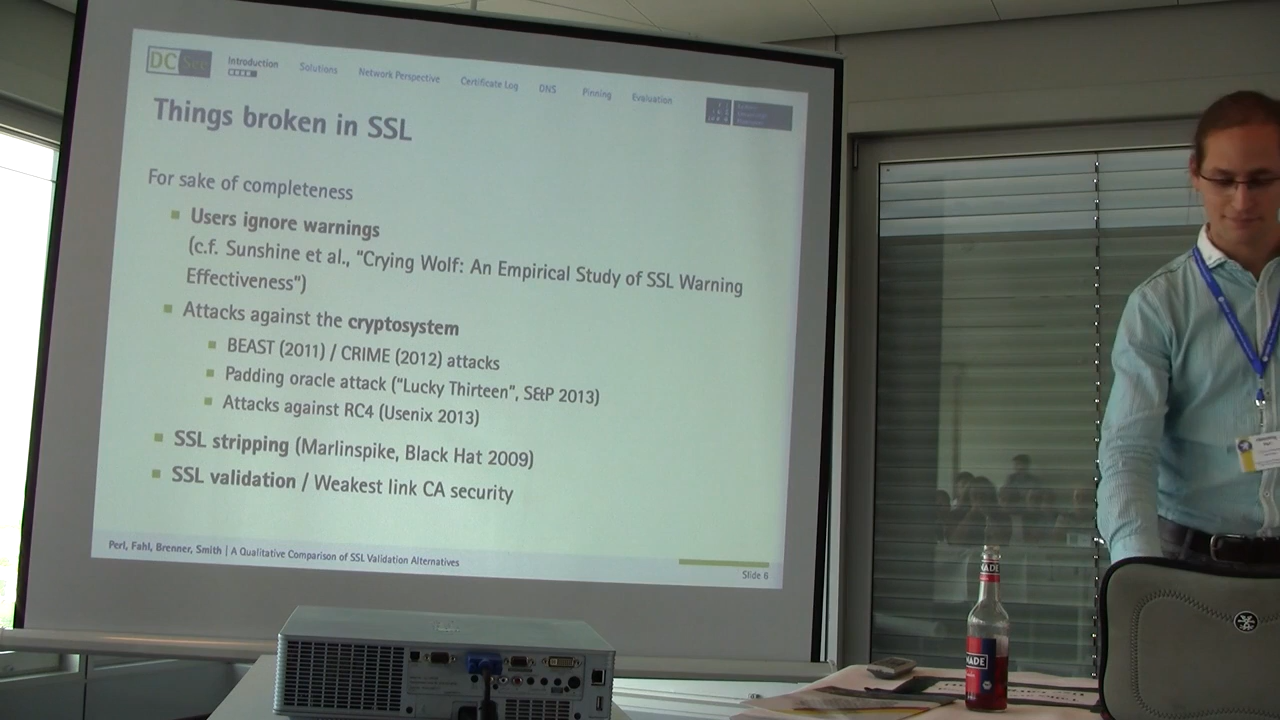 DC Sec
Introduction
Solutions
Network Perspective
Certificate Log
DNS
Pinning
Evaluation
Things broken in SSL
For sake of completeness
Users ignore warnings
(c.f. Sunshine et al., "Crying Wolf: An Empirical Study of SSL Warning
Effectiveness")
Attacks against the cryptosystem
BEAST (2011) / CRIME (2012) attacks
Padding oracle attack ("Lucky Thirteen", S&P 2013)
Attacks against RC4 (Usenix 2013)
SSL stripping (Marlinspike, Black Hat 2009)
SSL validation / Weakest link CA security
Perl, Fahl, Brenner, Smith | A Qualitative Comparison of SSL Validation Alternatives
Slide 6